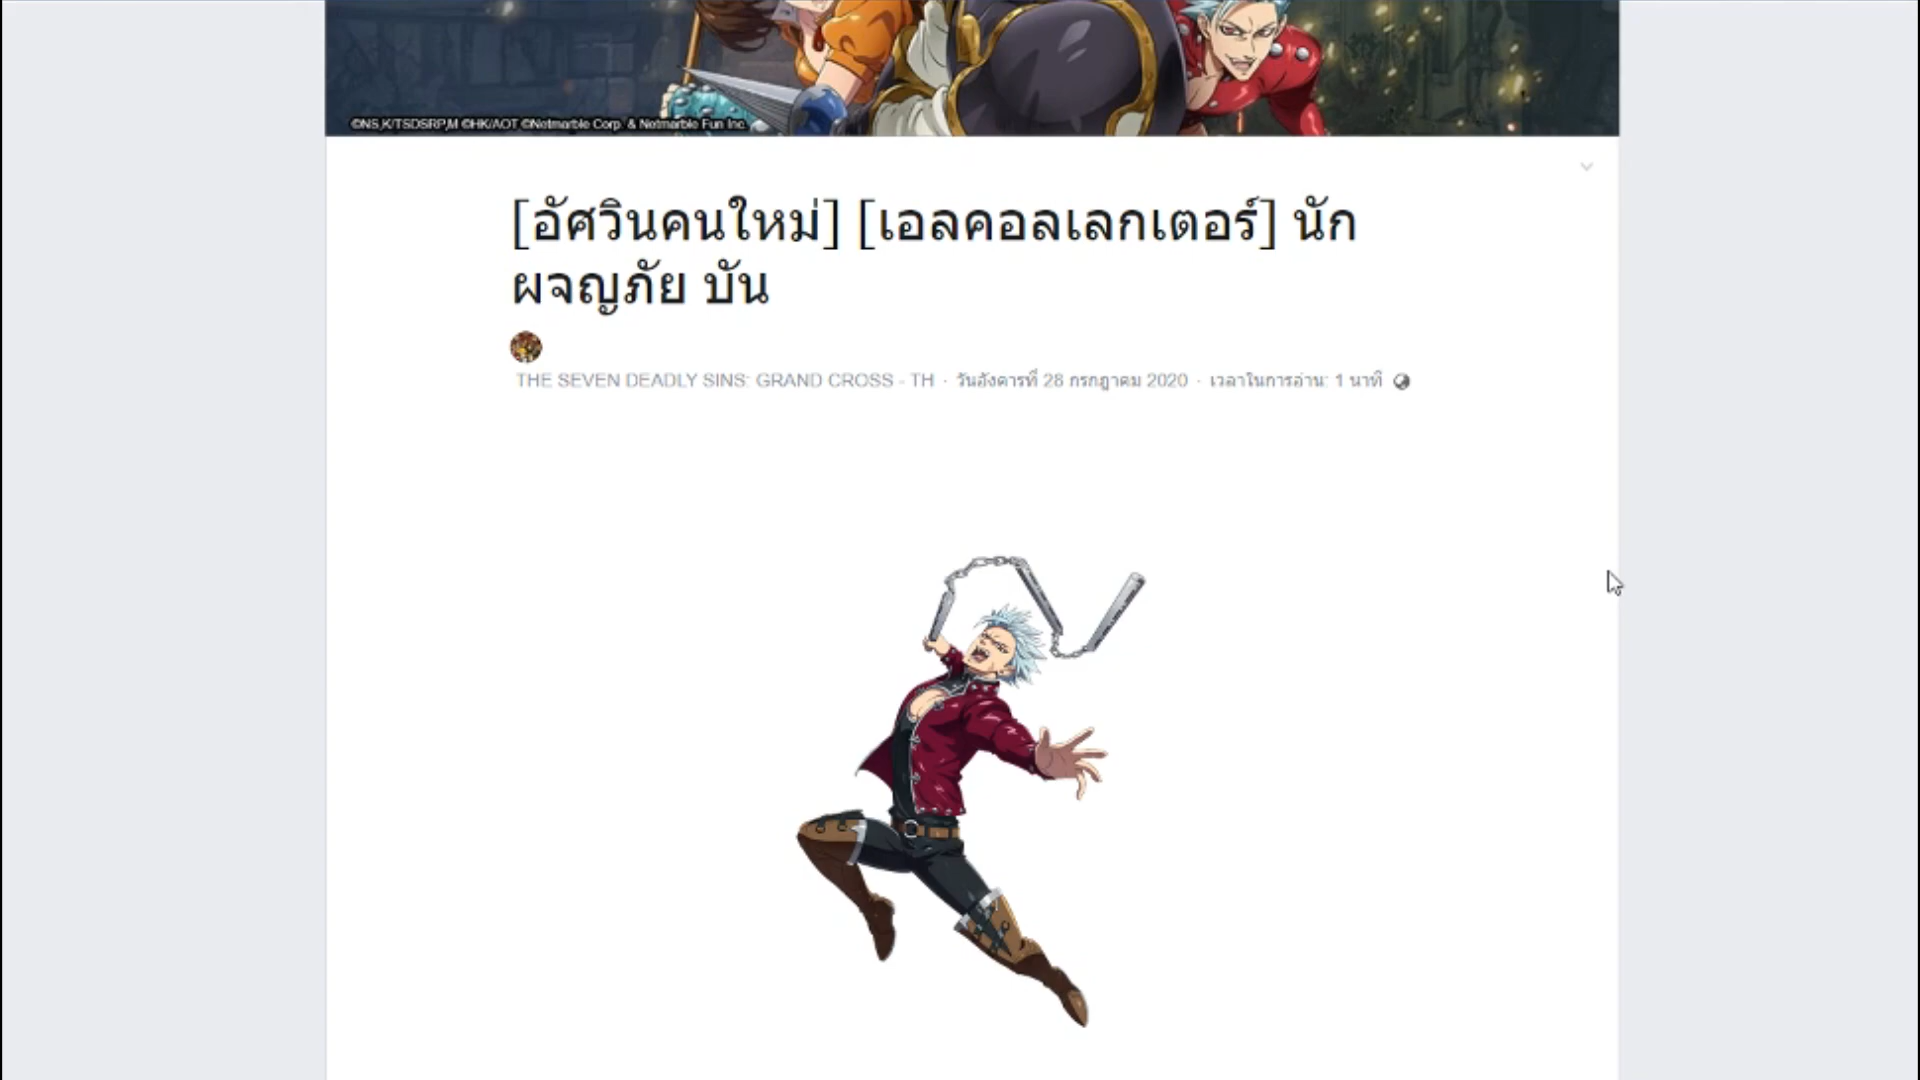 ©NS,K/TSDSRP,M ©HK/AOT ©Netmarble Corp. & Netmarble Fun Inc.
[อัศวินคนใหม่] [เอลคอลเลกเตอร์] นัก
ผจญภัย บัน
THE SEVEN DEADLY SINS: GRAND CROSS - TH · วันอังคารที่ 28 กรกฎาคม 2020 · เวลาในการอ่าน: 1 นาที